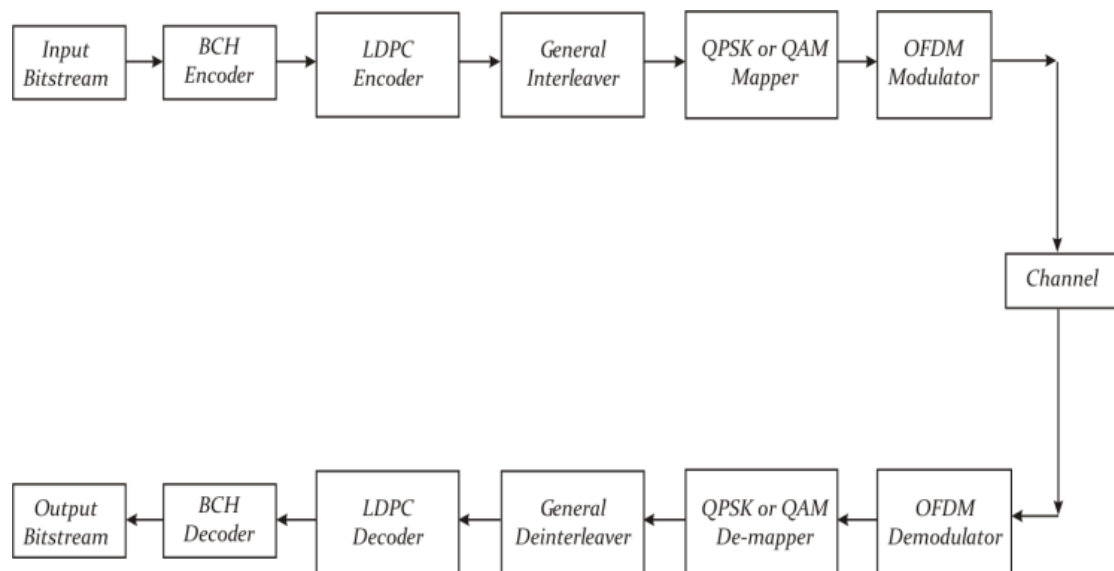 Input
Bitstream
BCH
Encoder
LDPC
Encoder
General
Interleaver
QPSK or QAM
Mapper
OFDM
Modulator
Channel
Output
Bitstream
BCH
Decoder
LDPC
Decoder
General
Deinterleaver
QPSK or QAM
De-mapper
OFDM
Demodulator